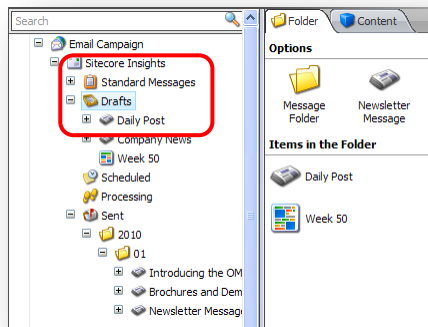 Search
Email Campaign
Sitecore Insights
Standard Messages
Drafts
Daily Post
Company News
Week 50
Scheduled
Processing
Sent
2010
01
Introducing the OM
Brochures and Dem
Newsletter Messag
Folder
Content
Options
Message
Folder
Newsletter
Message
Items in the Folder
Daily Post
Week 50